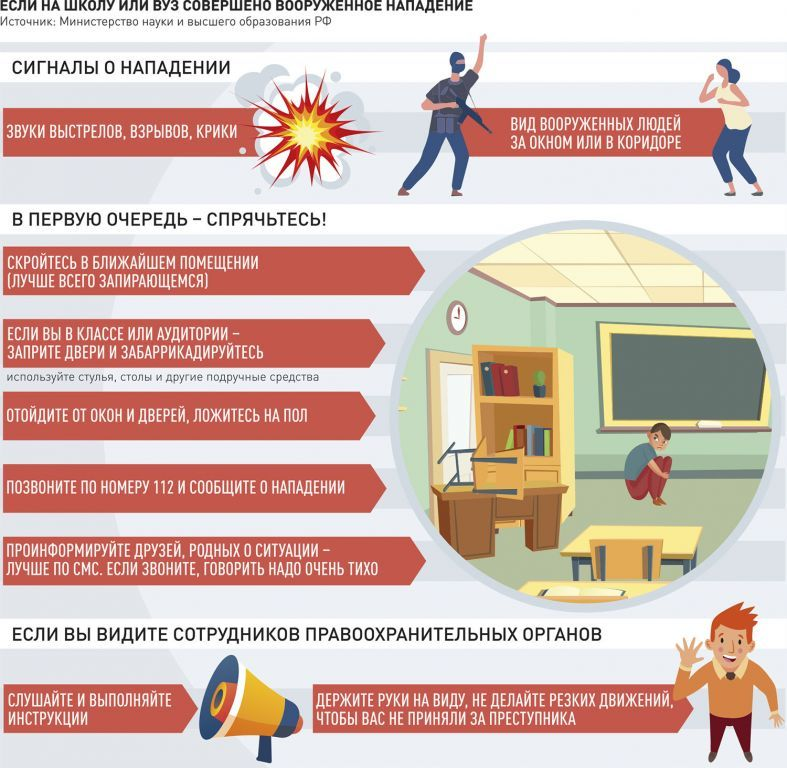 ЕСЛИ НА ШКОЛУ ИЛИ ВУЗ СОВЕРШЕНО ВООРУЖЕННОЕ НАПАДЕНИЕ
Источник: Министерство науки и высшего образования РФ
СИГНАЛЫ О НАПАДЕНИИ
ЗВУКИ ВЫСТРЕЛОВ, ВЗРЫВОВ, КРИКИ
ВИД ВООРУЖЕННЫХ ЛЮДЕЙ
ЗА ОКНОМ ИЛИ В КОРИДОРЕ
В ПЕРВУЮ ОЧЕРЕДЬ – СПРЯЧЬТЕСЬ!
СКРОЙТЕСЬ В БЛИЖАЙШЕМ ПОМЕЩЕНИИ
(ЛУЧШЕ ВСЕГО ЗАПИРАЮЩЕМСЯ)
ЕСЛИ ВЫ В КЛАССЕ ИЛИ АУДИТОРИИ –
ЗАПРИТЕ ДВЕРИ И ЗАБАРРИКАДИРУЙТЕСЬ
используйте стулья, столы и другие подручные средства
ОТОЙДИТЕ ОТ ОКОН И ДВЕРЕЙ, ЛОЖИТЕСЬ НА ПОЛ
ПОЗВОНИТЕ ПО НОМЕРУ 112 И СООБЩИТЕ О НАПАДЕНИИ
ПРОИНФОРМИРУЙТЕ ДРУЗЕЙ, РОДНЫХ О СИТУАЦИИ –
ЛУЧШЕ ПО СМС. ЕСЛИ ЗВОНИТЕ, ГОВОРИТЬ НАДО ОЧЕНЬ ТИХО
ЕСЛИ ВЫ ВИДИТЕ СОТРУДНИКОВ ПРАВООХРАНИТЕЛЬНЫХ ОРГАНОВ
СЛУШАЙТЕ И ВЫПОЛНЯЙТЕ
ИНСТРУКЦИИ
ДЕРЖИТЕ РУКИ НА ВИДУ, НЕ ДЕЛАЙТЕ РЕЗКИХ ДВИЖЕНИЙ,
ЧТОБЫ ВАС НЕ ПРИНЯЛИ ЗА ПРЕСТУПНИКА